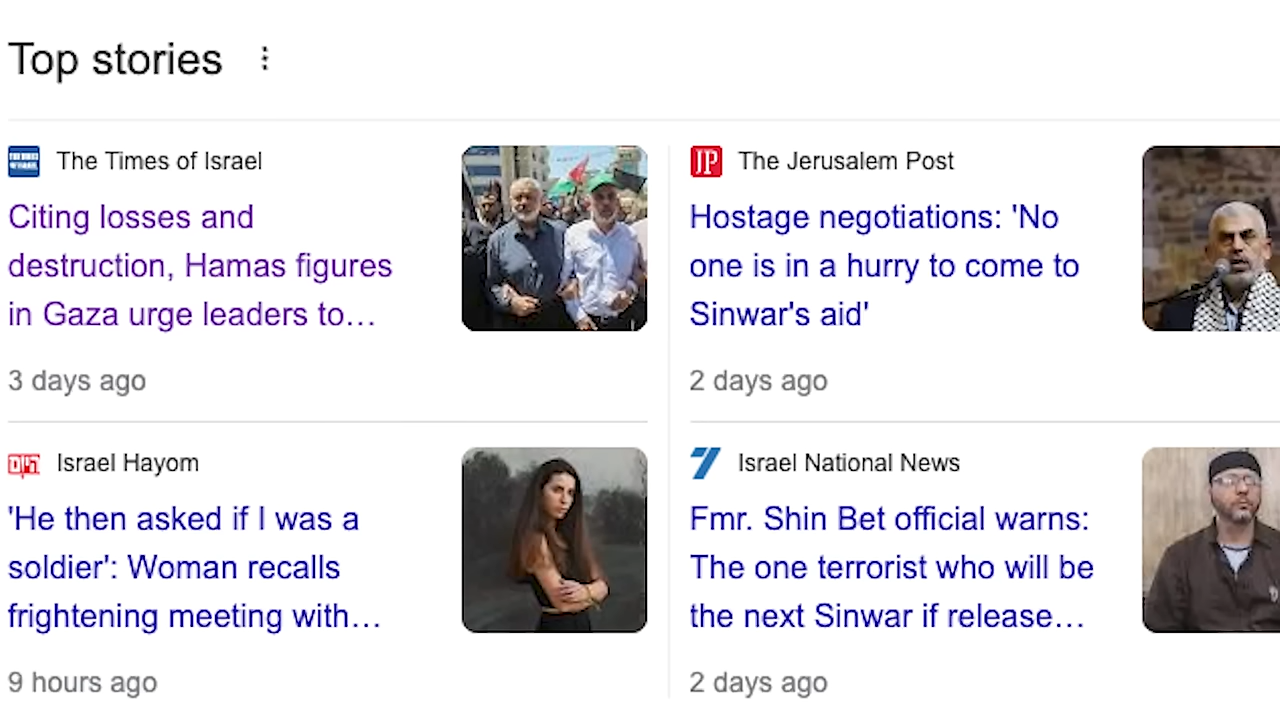 Top stories
The Times of Israel
Citing losses and
destruction, Hamas figures
in Gaza urge leaders to...
3 days ago
JP The Jerusalem Post
Hostage negotiations: 'No
one is in a hurry to come to
Sinwar's aid'
2 days ago
Israel Hayom
'He then asked if I was a
soldier': Woman recalls
frightening meeting with...
9 hours ago
7 Israel National News
Fmr. Shin Bet official warns:
The one terrorist who will be
the next Sinwar if release...
2 days ago